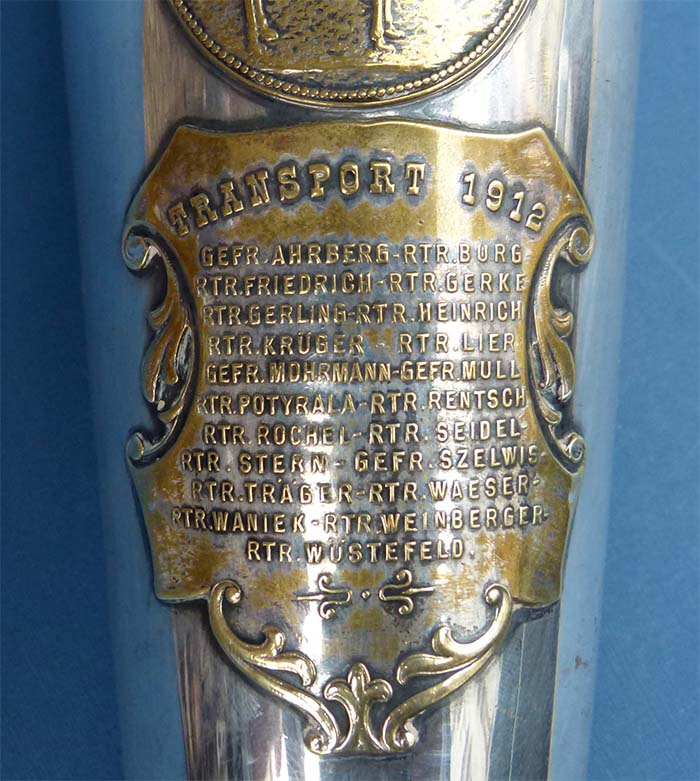 TRANSPORT 1912
GEFR.AHRBERG-RTR.BURG
RTR.FRIEDRICH-RTR.GERKE
RTR.GERLING-RTR.HEINRICH
RTR.KRÜGER - RTR.LIER
GEFR.MOHRMANN-GEFR.MULL
RTR.POTYRALA-RTR.RENTSCH
RTR.ROCHEL-RTR.SEIDEL-
RTR.STERN-GEFR.SZELWIS-
RTR.TRÄGER-RTR.WAESER-
RTR.WANIEK-RTR.WEINBERGER-
RTR.WÜSTEFELD.